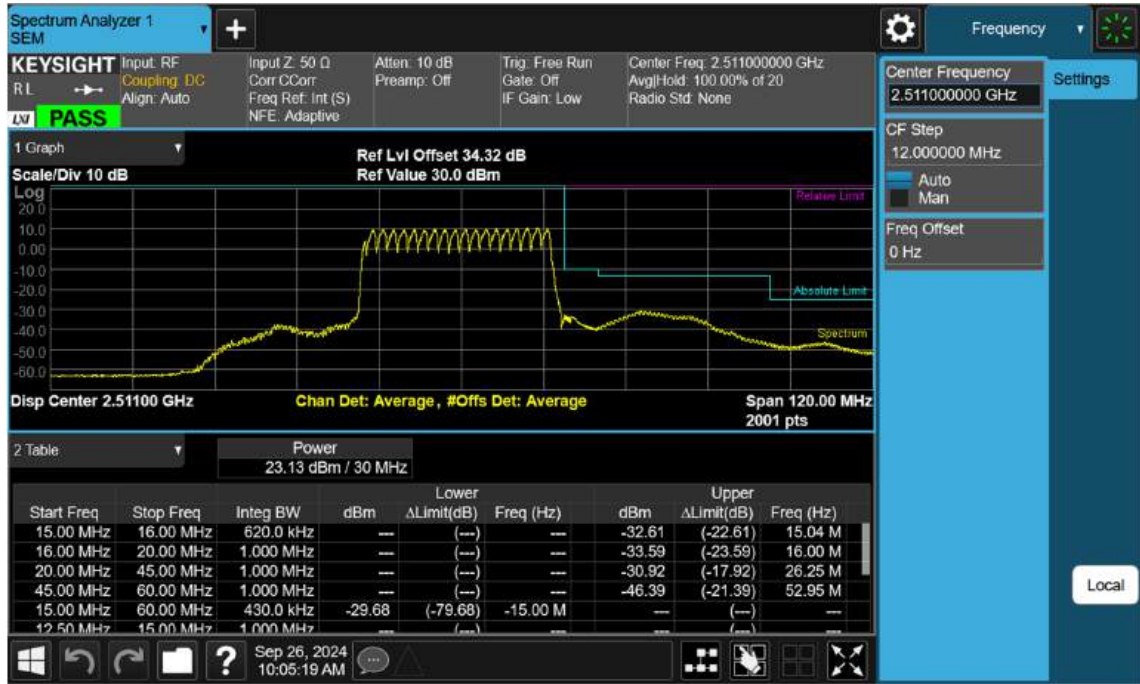 Spectrum Analyzer 1
SEM
Frequency
KEYSIGHT
R L
LXI PASS
Input: RF
Coupling: DC
Align: Auto
Input Z: 50 Ω
Corr CCorr
Freq Ref: Int (S)
NFE: Adaptive
Atten: 10 dB
Preamp: Off
Trig: Free Run
Gate: Off
IF Gain: Low
Center Freq: 2.511000000 GHz
Avg|Hold: 100.00% of 20
Radio Std: None
Center Frequency
2.511000000 GHz
Settings
CF Step
12.000000 MHz
Auto
Man
Freq Offset
0 Hz
1 Graph
Scale/Div 10 dB
Ref Lvl Offset 34.32 dB
Ref Value 30.0 dBm
Log
20.0
10.0
0.00
-10.0
-20.0
-30.0
-40.0
-50.0
-60.0
Relative Limit
Absolute Limit
Spectrum
Disp Center 2.51100 GHz
Chan Det: Average, #Offs Det: Average
Span 120.00 MHz
2001 pts
2 Table
Power
23.13 dBm / 30 MHz
Lower Upper
Start Freq Stop Freq Integ BW dBm ΔLimit(dB) Freq (Hz) dBm ΔLimit(dB) Freq (Hz)
15.00 MHz 16.00 MHz 620.0 kHz --- (---) --- -32.61 (-22.61) 15.04 M
16.00 MHz 20.00 MHz 1.000 MHz --- (---) --- -33.59 (-23.59) 16.00 M
20.00 MHz 45.00 MHz 1.000 MHz --- (---) --- -30.92 (-17.92) 26.25 M
45.00 MHz 60.00 MHz 1.000 MHz --- (---) --- -46.39 (-21.39) 52.95 M
15.00 MHz 60.00 MHz 430.0 kHz -29.68 (-79.68) -15.00 M --- (---) ---
12.50 MHz 15.00 MHz 1.000 MHz --- (---) --- --- (---) ---
Local
Sep 26, 2024
10:05:19 AM